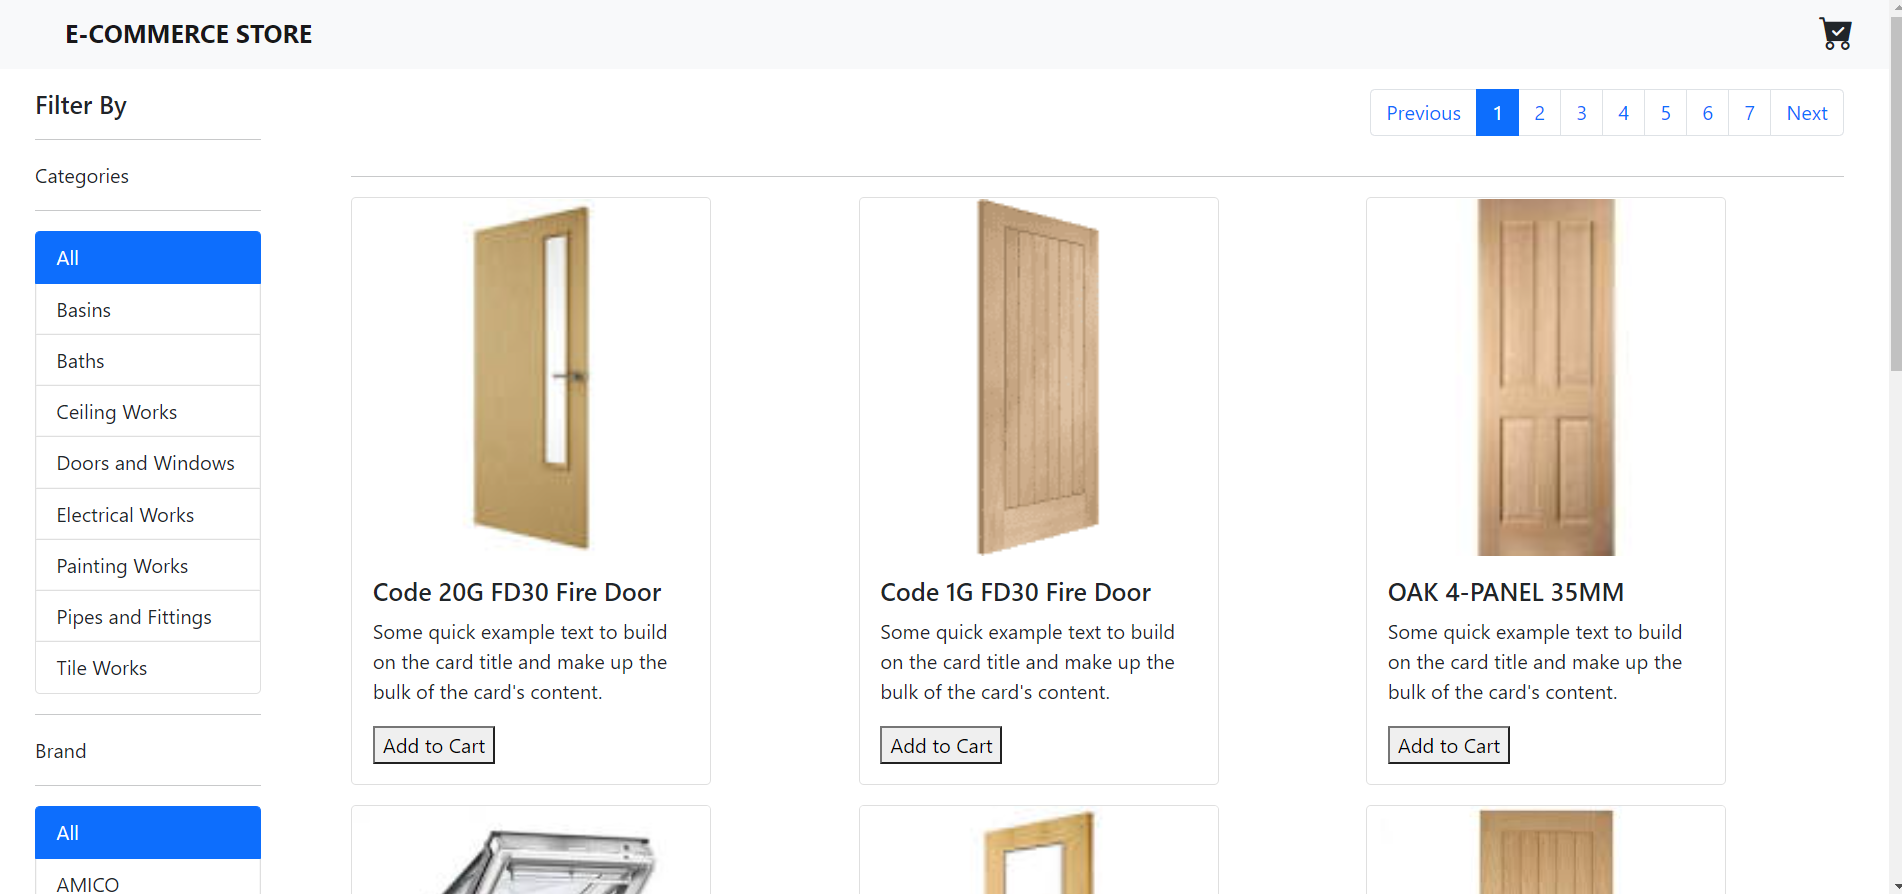 E-COMMERCE STORE
Filter By
Categories
All
Basins
Baths
Ceiling Works
Doors and Windows
Electrical Works
Painting Works
Pipes and Fittings
Tile Works
Brand
All
AMICO
Previous 1 2 3 4 5 6 7 Next
Code 20G FD30 Fire Door
Some quick example text to build
on the card title and make up the
bulk of the card's content.
Add to Cart
Code 1G FD30 Fire Door
Some quick example text to build
on the card title and make up the
bulk of the card's content.
Add to Cart
OAK 4-PANEL 35MM
Some quick example text to build
on the card title and make up the
bulk of the card's content.
Add to Cart